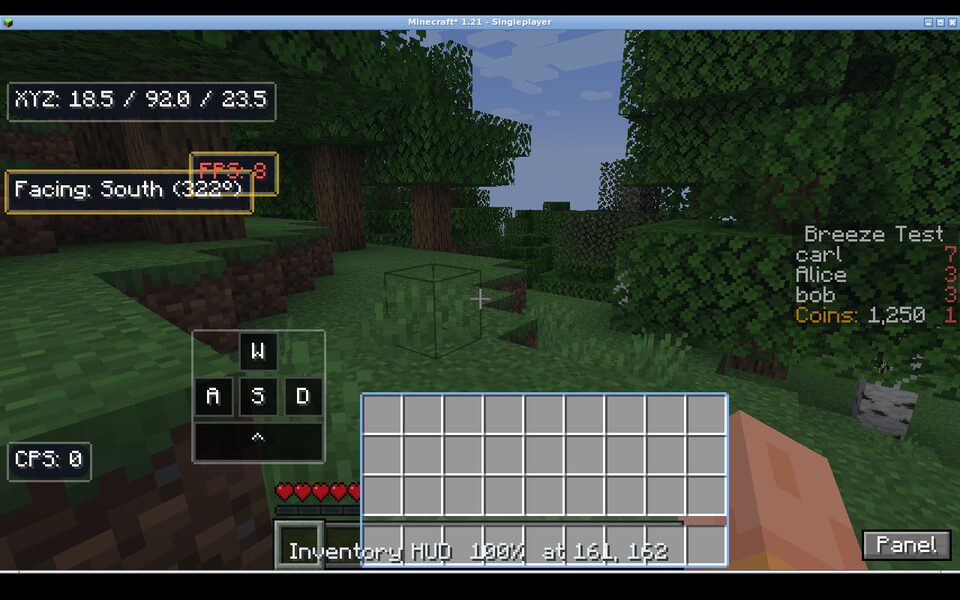 Minecraft* 1.21 - Singleplayer
XYZ: 18.5 / 92.0 / 23.5
FPS: 8
Facing: South (322°)
Breeze Test
carl 7
Alice 3
bob 3
Coins: 1,250 1
W
A S D
^
CPS: 0
Inventory HUD 100% at 161, 162
Panel